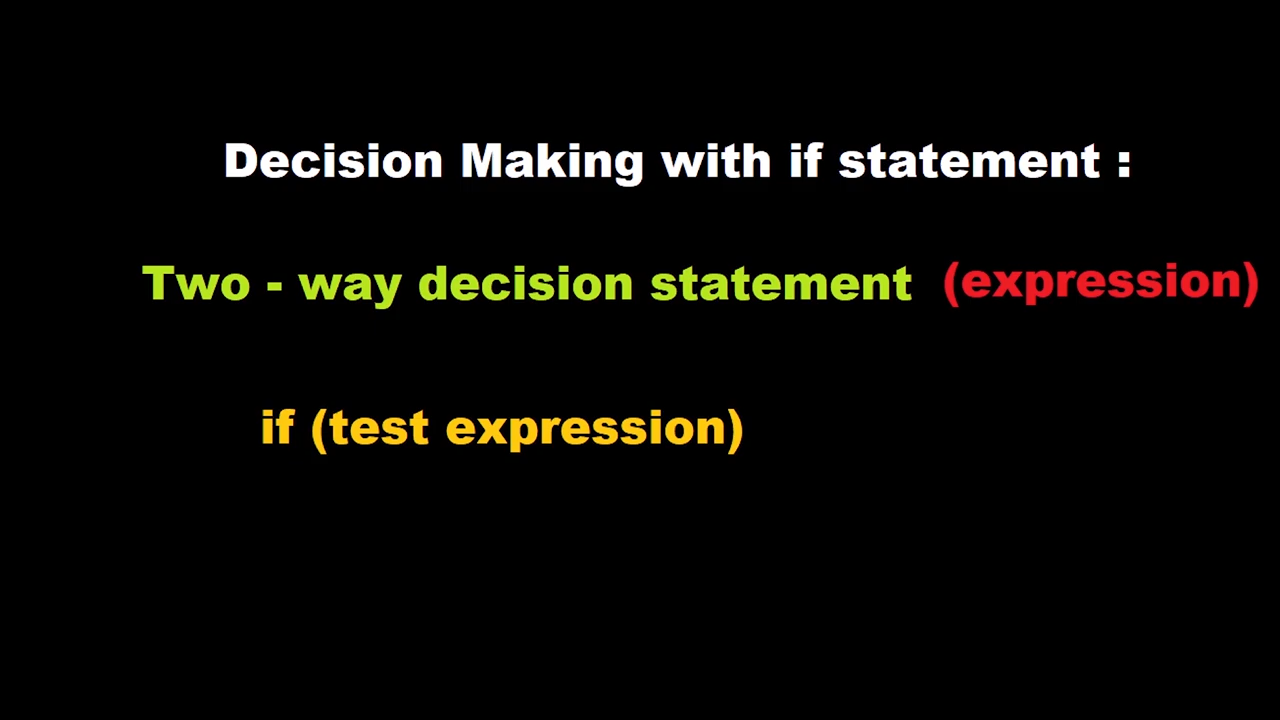 Decision Making with if statement :
Two - way decision statement (expression)
if (test expression)